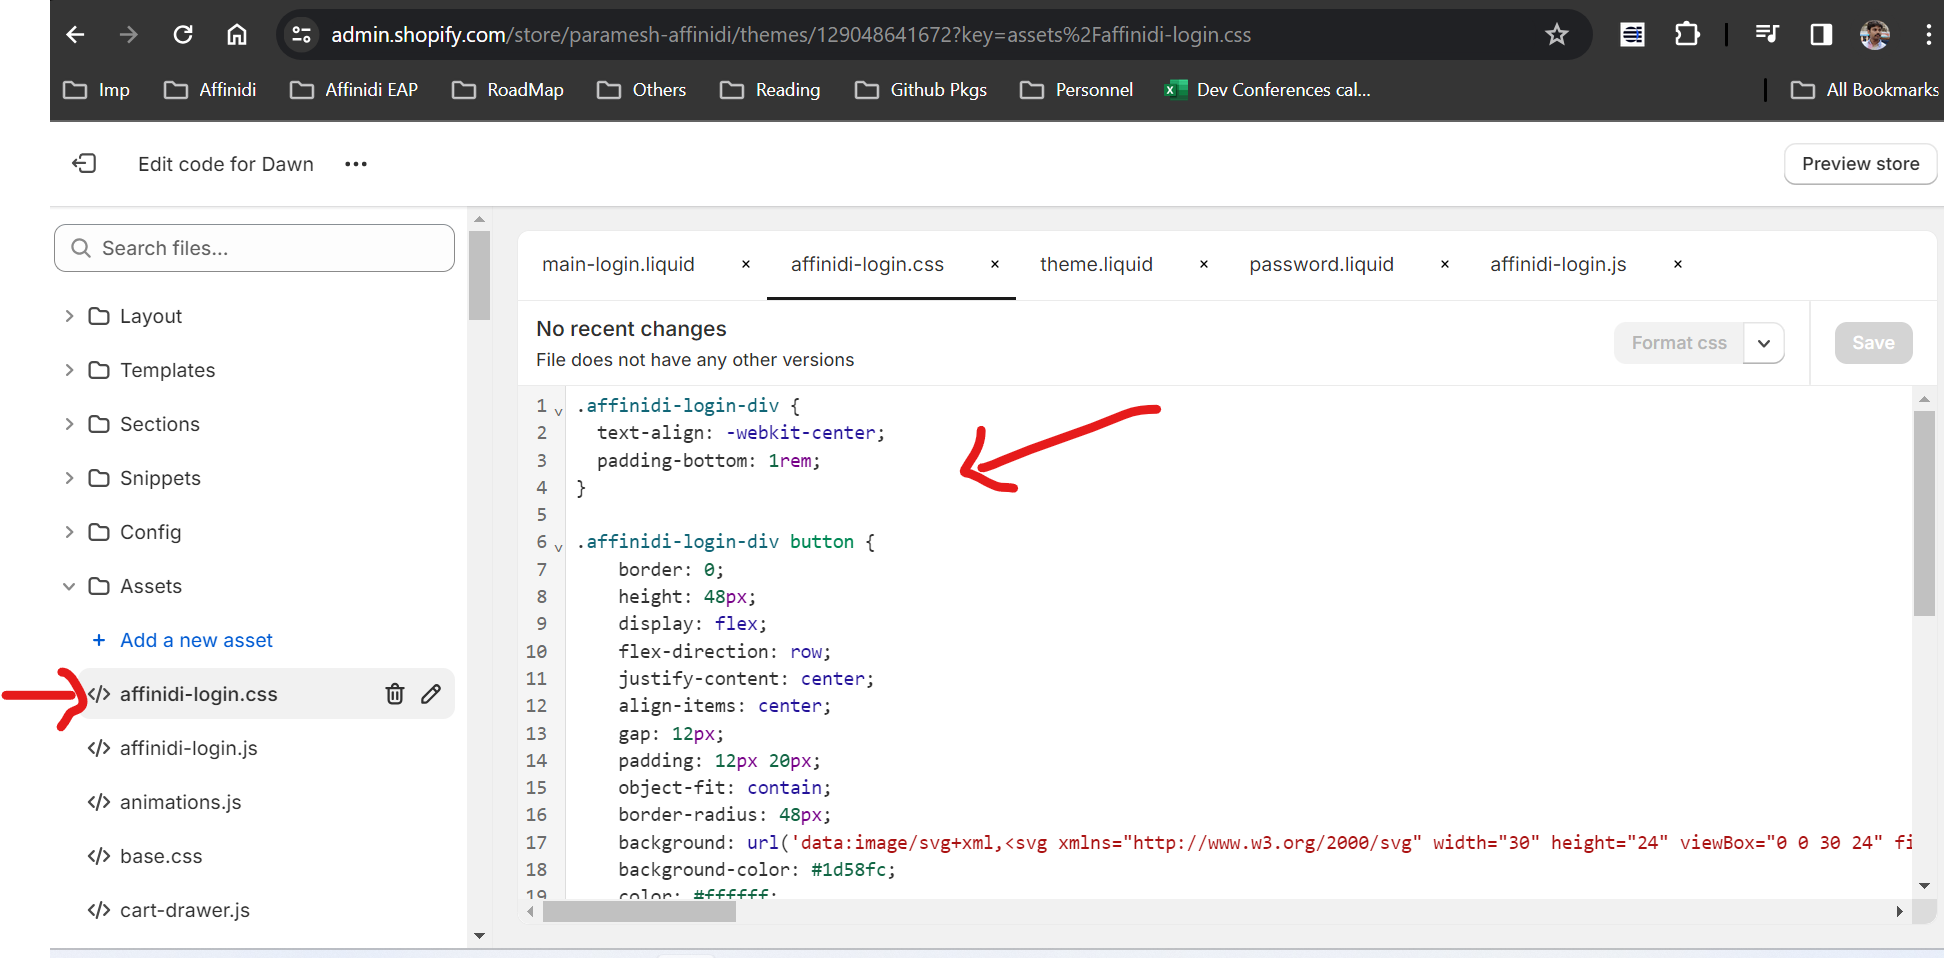 admin.shopify.com/store/paramesh-affinidi/themes/129048641672?key=assets%2Faffinidi-login.css
Imp Affinidi Affinidi EAP RoadMap Others Reading Github Pkgs Personnel Dev Conferences cal... All Bookmarks
Edit code for Dawn ••• Preview store
Search files...
Layout
Templates
Sections
Snippets
Config
Assets
+ Add a new asset
</> affinidi-login.css
</> affinidi-login.js
</> animations.js
</> base.css
</> cart-drawer.js
main-login.liquid × affinidi-login.css × theme.liquid × password.liquid × affinidi-login.js ×
No recent changes
File does not have any other versions
Format css Save
1 .affinidi-login-div {
2 text-align: -webkit-center;
3 padding-bottom: 1rem;
4 }
5
6 .affinidi-login-div button {
7 border: 0;
8 height: 48px;
9 display: flex;
10 flex-direction: row;
11 justify-content: center;
12 align-items: center;
13 gap: 12px;
14 padding: 12px 20px;
15 object-fit: contain;
16 border-radius: 48px;
17 background: url('data:image/svg+xml,<svg xmlns="http://www.w3.org/2000/svg" width="30" height="24" viewBox="0 0 30 24" fi
18 background-color: #1d58fc;
19 color: #ffffff;